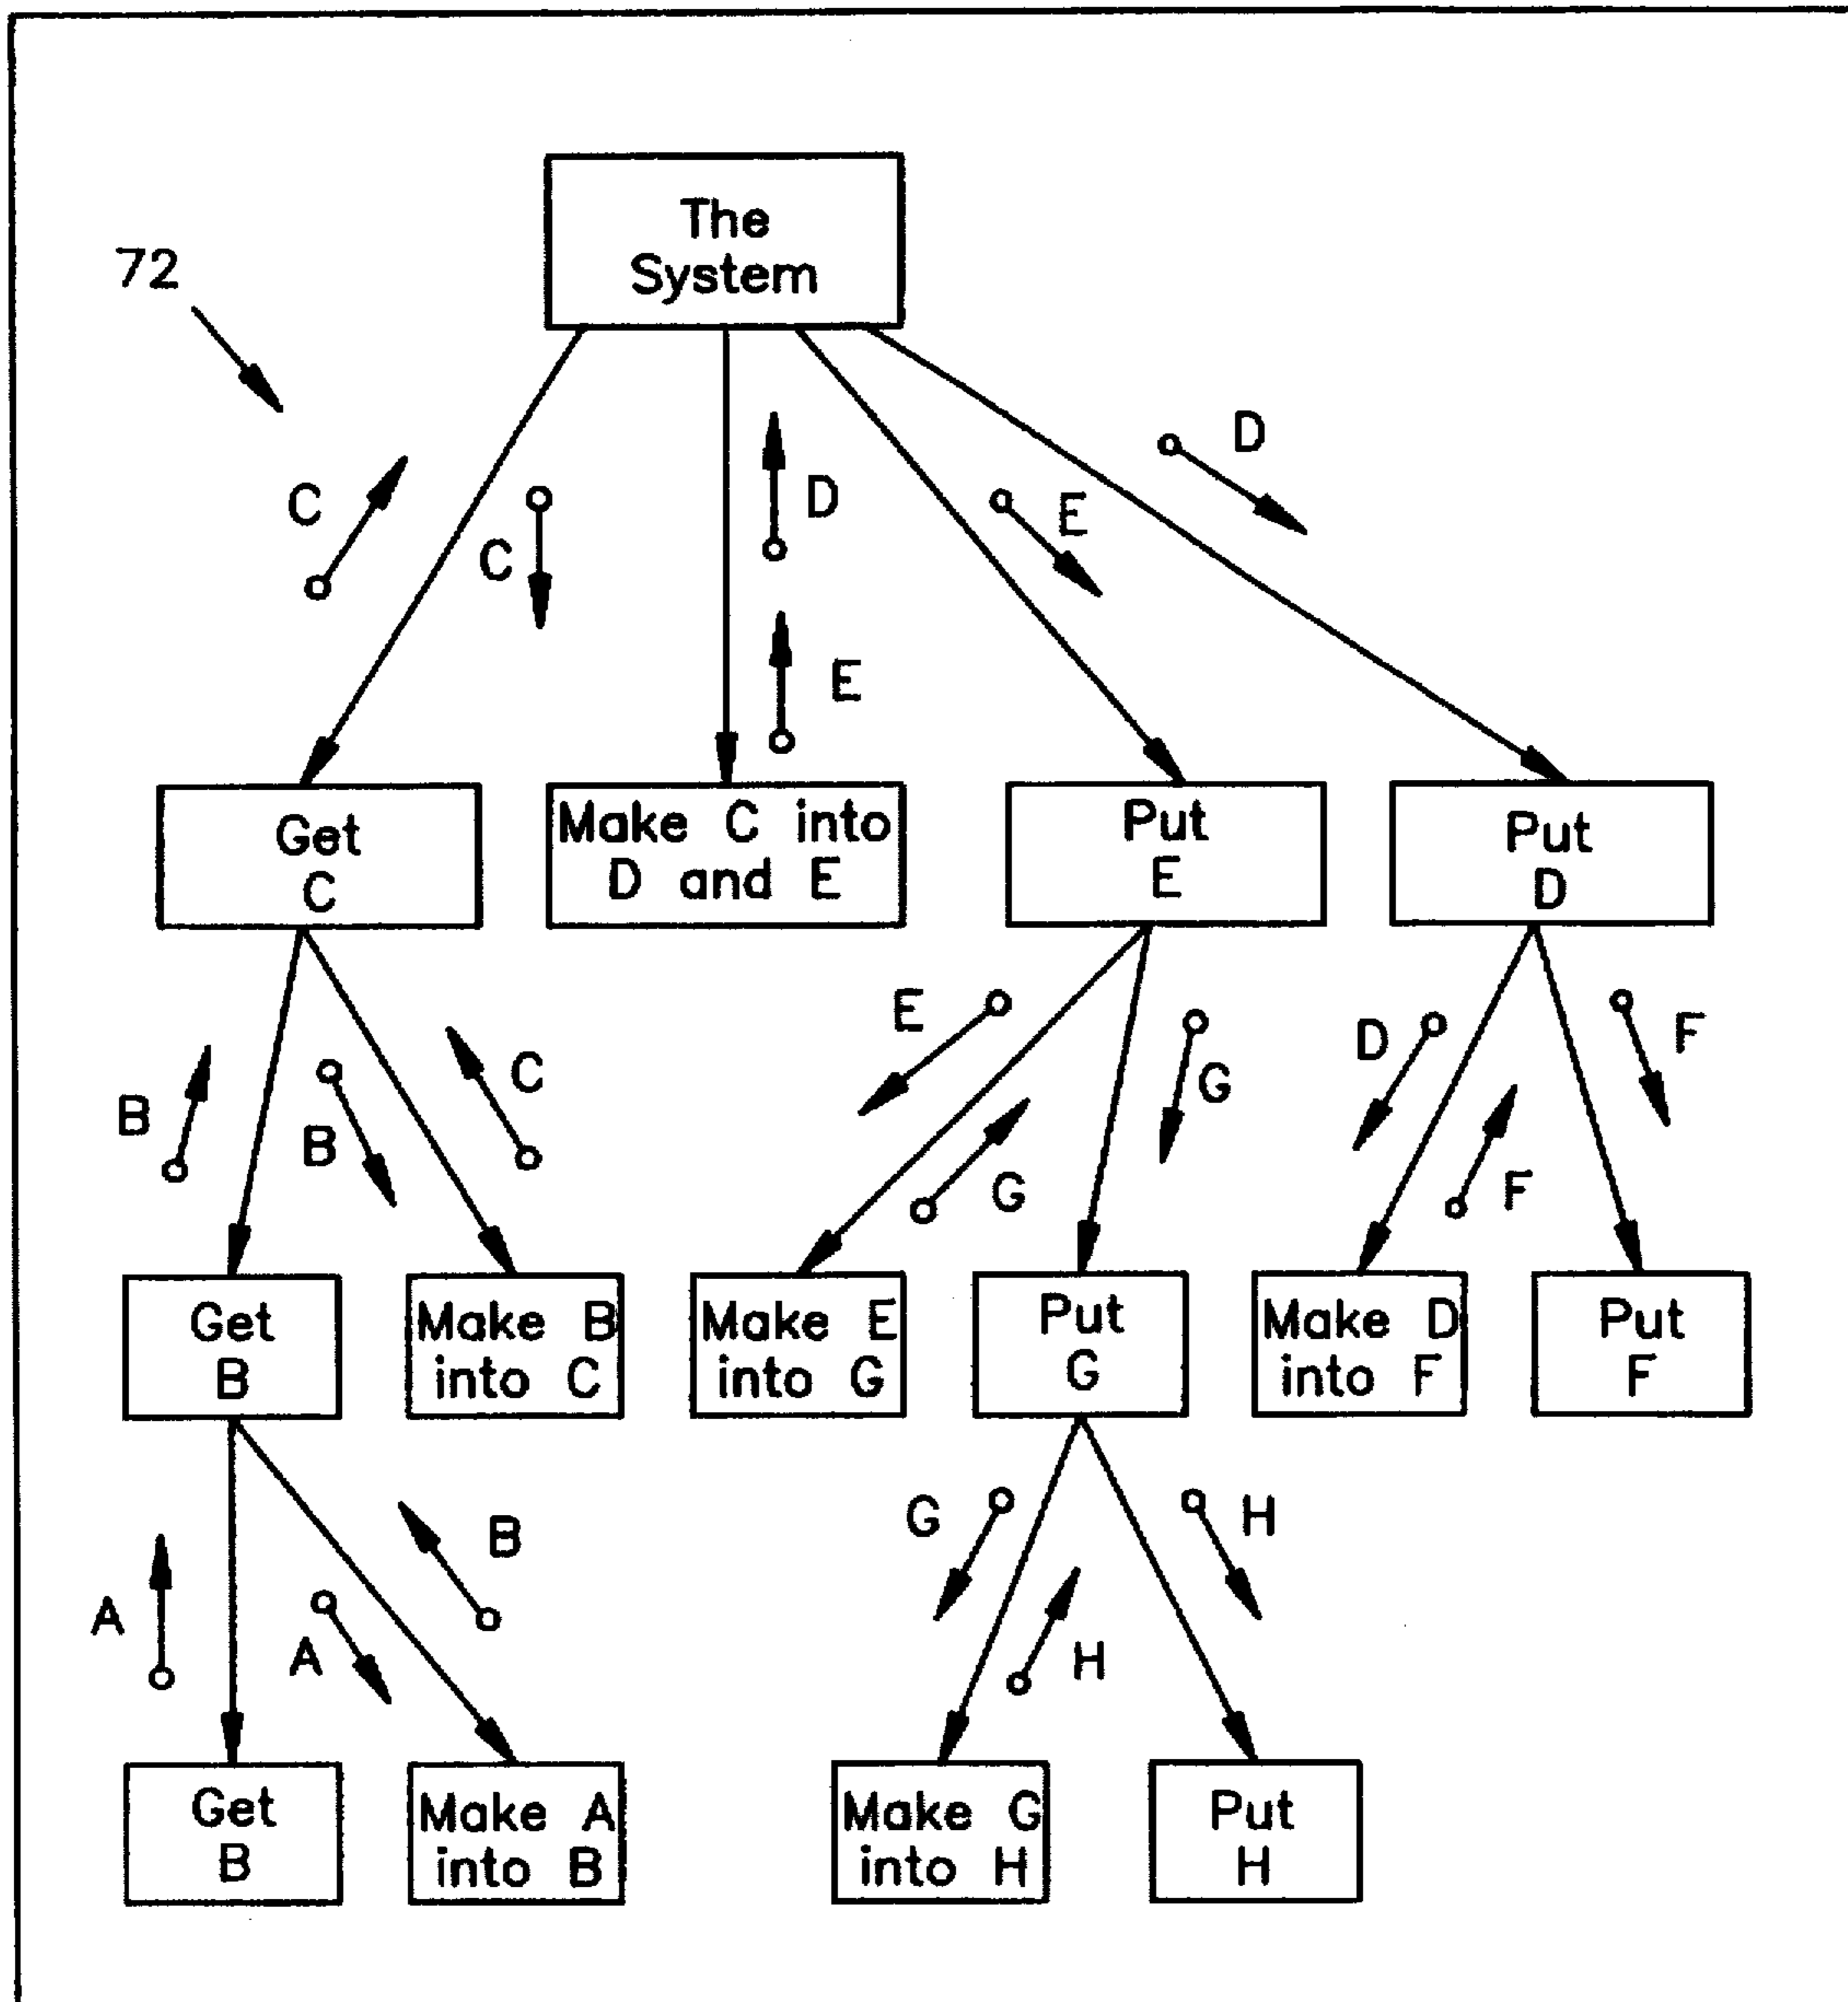 The
System
72
D
C
D
E
C
E
Get
C
Make C into
D and E
Put
E
Put
D
E
D
F
C
G
B
B
G
F
Get
B
Make B
into C
Make E
into G
Put
G
Make D
into F
Put
F
G
H
B
A
A
H
Get
B
Make A
into B
Make G
into H
Put
H